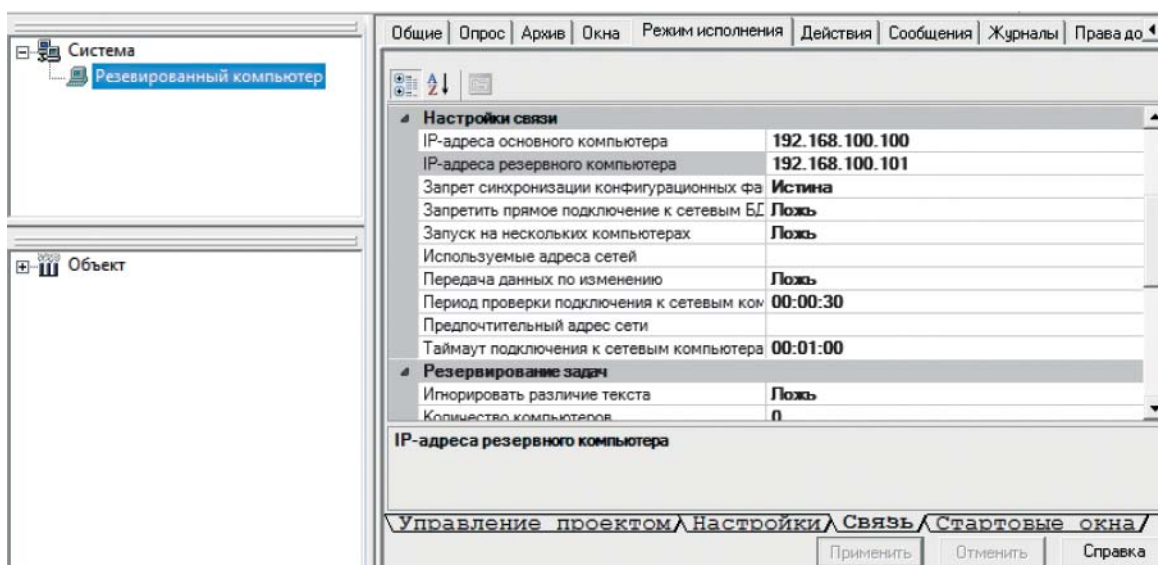 Система
Резевированный компьютер
Объект
Общие Опрос Архив Окна Режим исполнения Действия Сообщения Журналы Права до
Настройки связи
IP-адреса основного компьютера 192.168.100.100
IP-адреса резервного компьютера 192.168.100.101
Запрет синхронизации конфигурационных фа Истина
Запретить прямое подключение к сетевым БД Ложь
Запуск на нескольких компьютерах Ложь
Используемые адреса сетей
Передача данных по изменению Ложь
Период проверки подключения к сетевым ком 00:00:30
Предпочтительный адрес сети
Таймаут подключения к сетевым компьютера 00:01:00
Резервирование задач
Игнорировать различие текста Ложь
Количество компьютеров 0
IP-адреса резервного компьютера
Управление проектом Настройки Связь Стартовые окна
Применить Отменить Справка